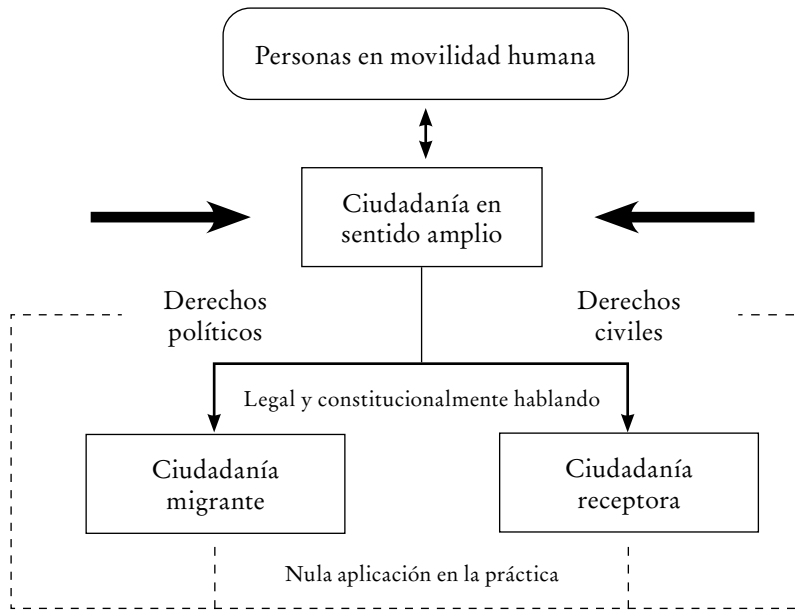 Personas en movilidad humana
Ciudadanía en
sentido amplio
Derechos
políticos
Derechos
civiles
Legal y constitucionalmente hablando
Ciudadanía
migrante
Ciudadanía
receptora
Nula aplicación en la práctica